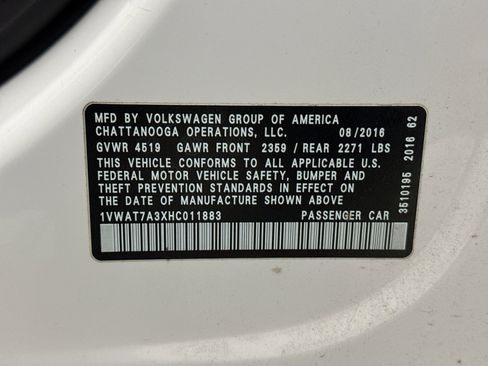 MFD BY VOLKSWAGEN GROUP OF AMERICA
CHATTANOOGA OPERATIONS, LLC. 08/2016
GVWR 4519 GAWR FRONT 2359 / REAR 2271 LBS
THIS VEHICLE CONFORMS TO ALL APPLICABLE U.S.
FEDERAL MOTOR VEHICLE SAFETY, BUMPER AND
THEFT PREVENTION STANDARDS IN EFFECT ON
THE DATE OF MANUFACTURE SHOWN ABOVE
1VWAT7A3XHC011883 PASSENGER CAR
3510195 2016 62